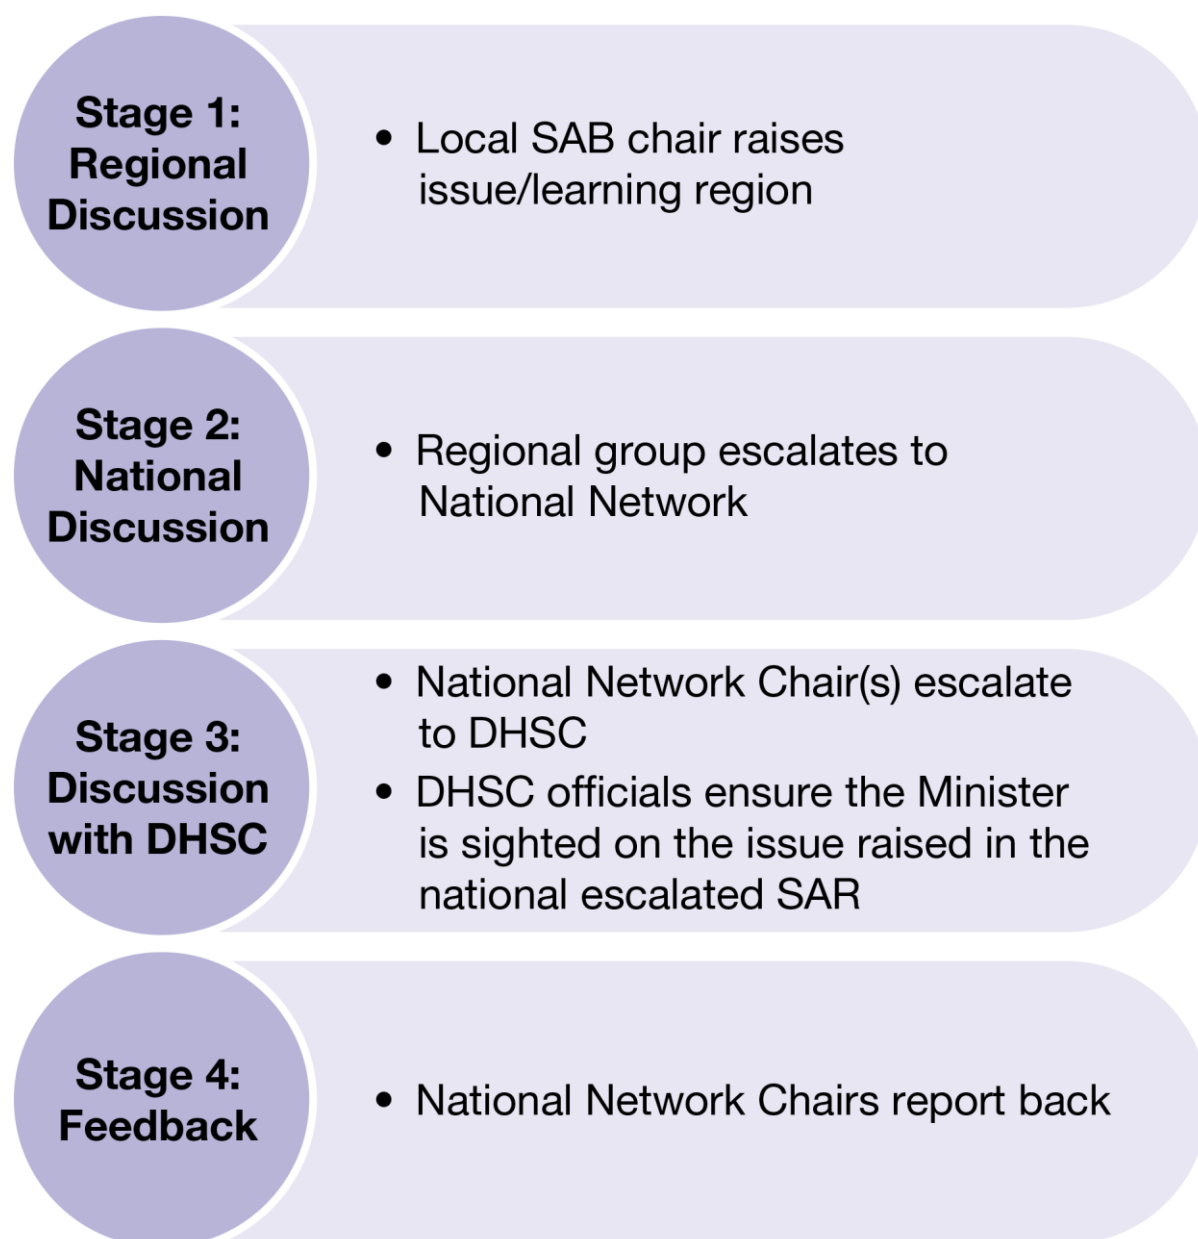 Stage 1:
Regional
Discussion
• Local SAB chair raises
issue/learning region
Stage 2:
National
Discussion
• Regional group escalates to
National Network
Stage 3:
Discussion
with DHSC
• National Network Chair(s) escalate
to DHSC
• DHSC officials ensure the Minister
is sighted on the issue raised in the
national escalated SAR
Stage 4:
Feedback
• National Network Chairs report back